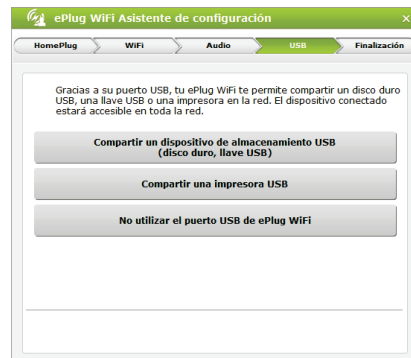 ePlug WiFi Asistente de configuración
HomePlug WiFi Audio USB Finalización
Gracias a su puerto USB, tu ePlug WiFi te permite compartir un disco duro
USB, una llave USB o una impresora en la red. El dispositivo conectado
estará accesible en toda la red.
Compartir un dispositivo de almacenamiento USB
(disco duro, llave USB)
Compartir una impresora USB
No utilizar el puerto USB de ePlug WiFi